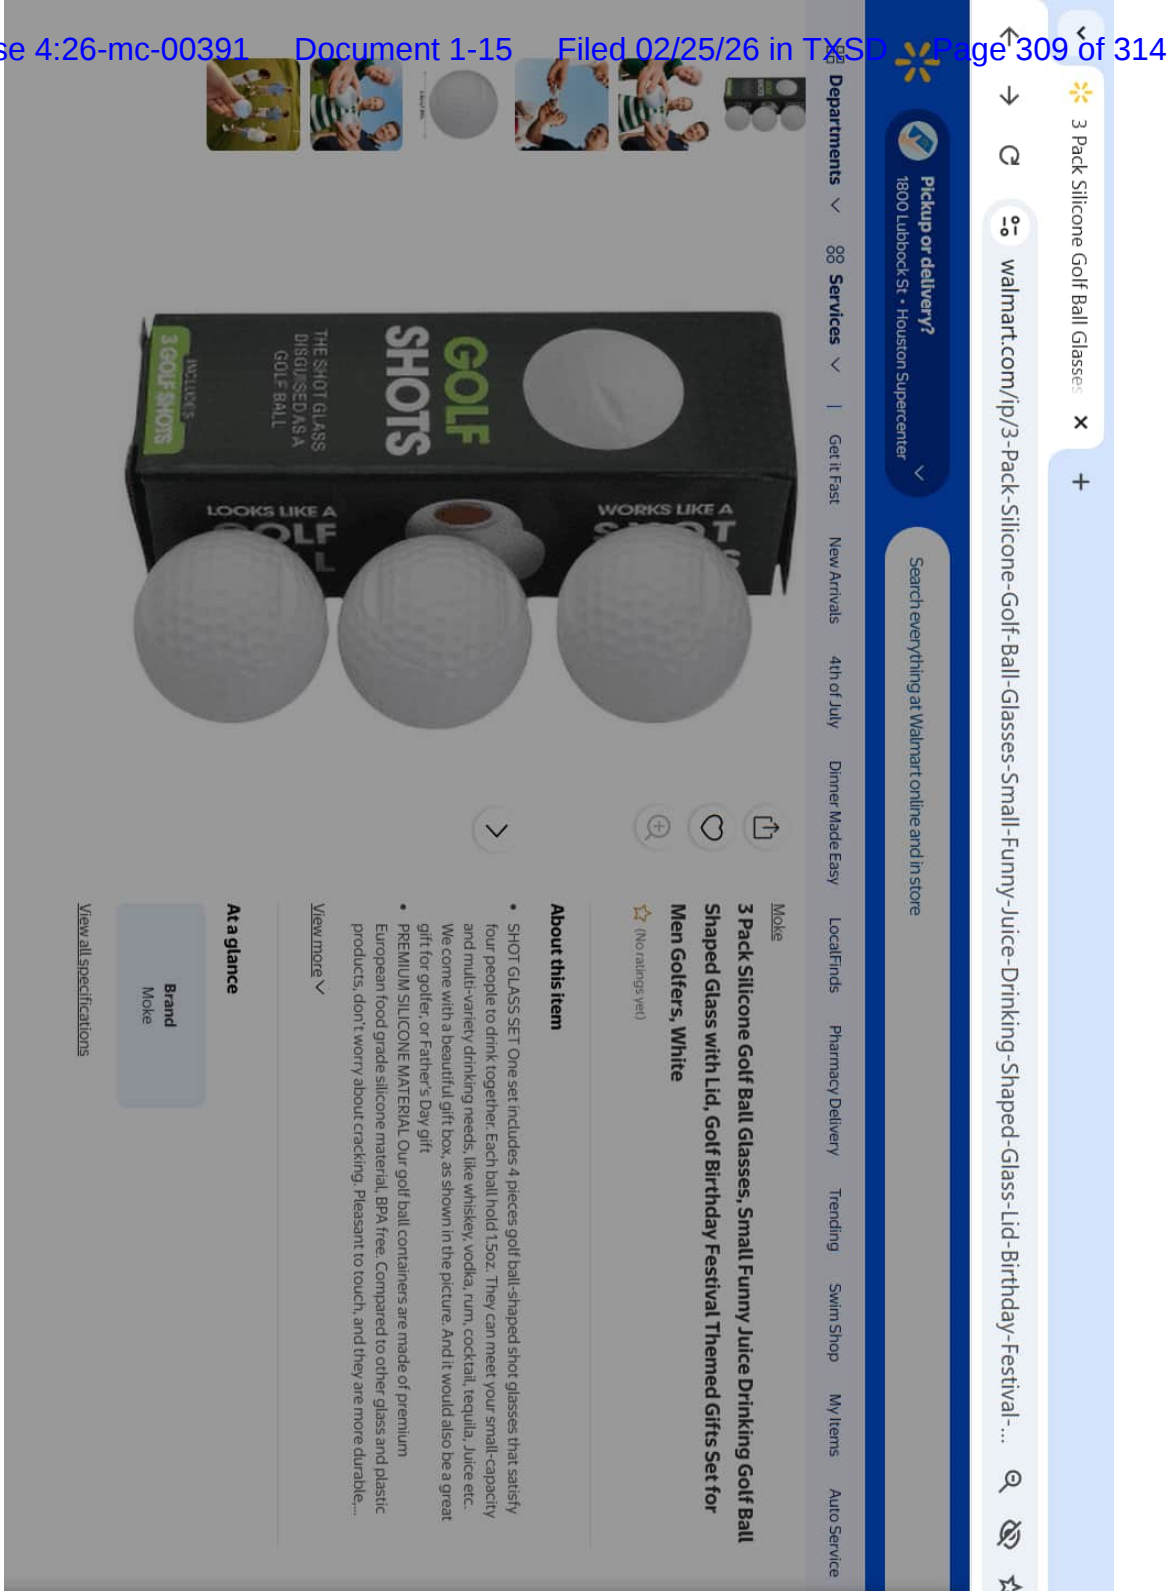 se 4:26-mc-00391 Document 1-15 Filed 02/25/26 in TXSD Page 309 of 314
3 Pack Silicone Golf Ball Glasses
walmart.com/ip/3-Pack-Silicone-Golf-Ball-Glasses-Small-Funny-Juice-Drinking-Shaped-Glass-Lid-Birthday-Festival-...
Pickup or delivery?
1800 Lubbock St • Houston Supercenter
Search everything at Walmart online and in store
Departments Services | Get it Fast New Arrivals 4th of July Dinner Made Easy LocalFinds Pharmacy Delivery Trending Swim Shop My Items Auto Service
GOLF
SHOTS
THE SHOT GLASS
DISGUISED AS A
GOLF BALL
INCLUDES
3 GOLF SHOTS
WORKS LIKE A
LOOKS LIKE A
Moke
3 Pack Silicone Golf Ball Glasses, Small Funny Juice Drinking Golf Ball
Shaped Glass with Lid, Golf Birthday Festival Themed Gifts Set for
Men Golfers, White
(No ratings yet)
About this item
• SHOT GLASS SET One set includes 4 pieces golf ball-shaped shot glasses that satisfy
four people to drink together. Each ball hold 1.5oz. They can meet your small-capacity
and multi-variety drinking needs, like whiskey, vodka, rum, cocktail, tequila, Juice etc.
We come with a beautiful gift box, as shown in the picture. And it would also be a great
gift for golfer, or Father's Day gift
• PREMIUM SILICONE MATERIAL Our golf ball containers are made of premium
European food grade silicone material, BPA free. Compared to other glass and plastic
products, don't worry about cracking. Pleasant to touch, and they are more durable,...
View more
At a glance
Brand
Moke
View all specifications